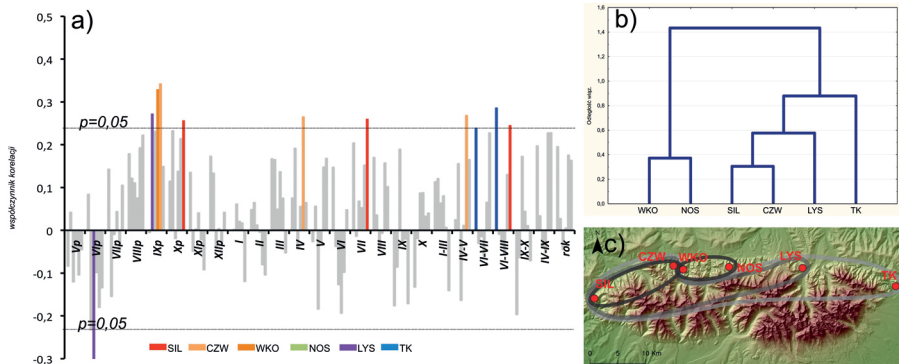 a)
0,5
0,4
0,3
0,2
0,1
0
-0,1
-0,2
-0,3
współczynnik korelacji
p=0,05
p=0,05
Vp VIp VIIp VIIIp IXp Xp XIp XIIp I II III IV V VI VII VIII IX X I-III IV-V VI-VII VI-VIII IX-X IV-IX rok
SIL CZW WKO NOS LYS TK
b)
1,6
1,4
1,2
1,0
0,8
0,6
0,4
0,2
0,0
Odległość wiąz.
WKO NOS SIL CZW LYS TK
c)
CZW WKO NOS LYS TK
SIL
0 5 10 Km